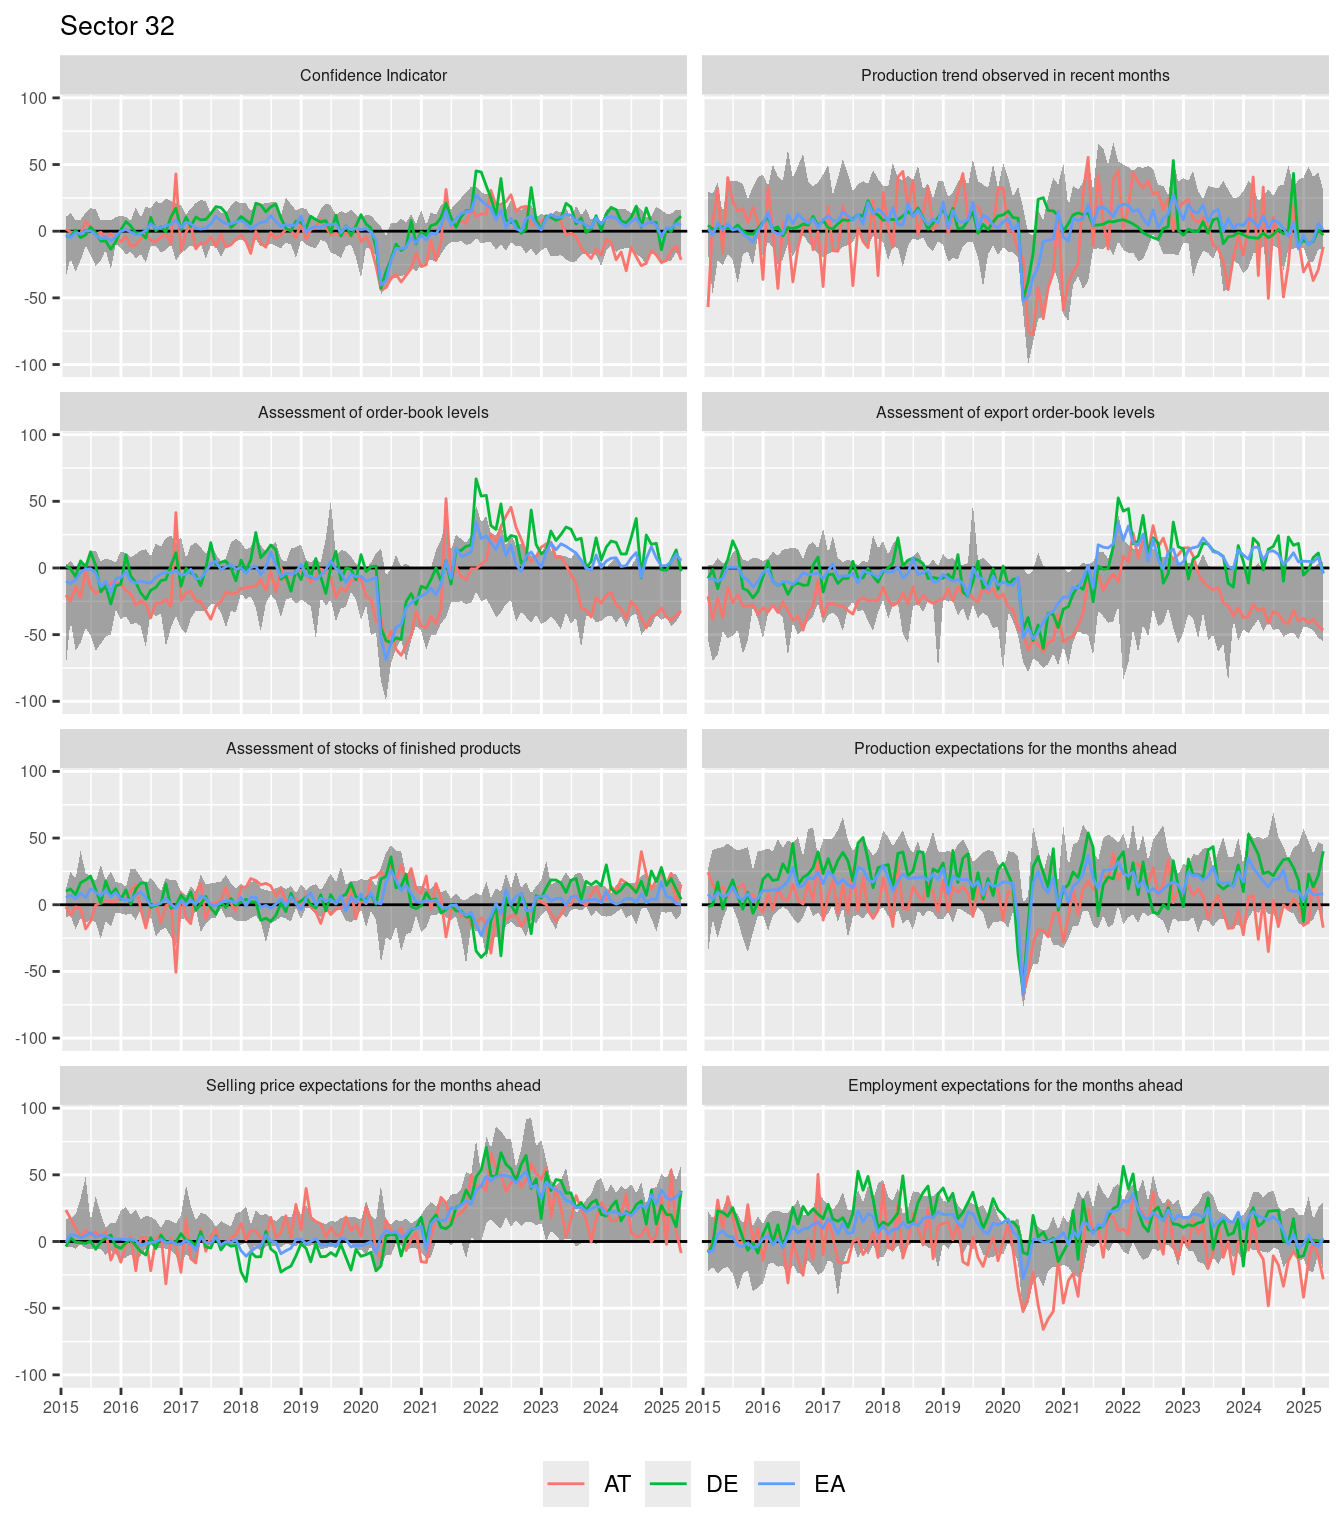 Sector 32
Confidence Indicator
Production trend observed in recent months
100
50
0
-50
-100
Assessment of order-book levels
Assessment of export order-book levels
100
50
0
-50
-100
Assessment of stocks of finished products
Production expectations for the months ahead
100
50
0
-50
-100
Selling price expectations for the months ahead
Employment expectations for the months ahead
100
50
0
-50
-100
2015 2016 2017 2018 2019 2020 2021 2022 2023 2024 2025 2015 2016 2017 2018 2019 2020 2021 2022 2023 2024 2025
AT DE EA